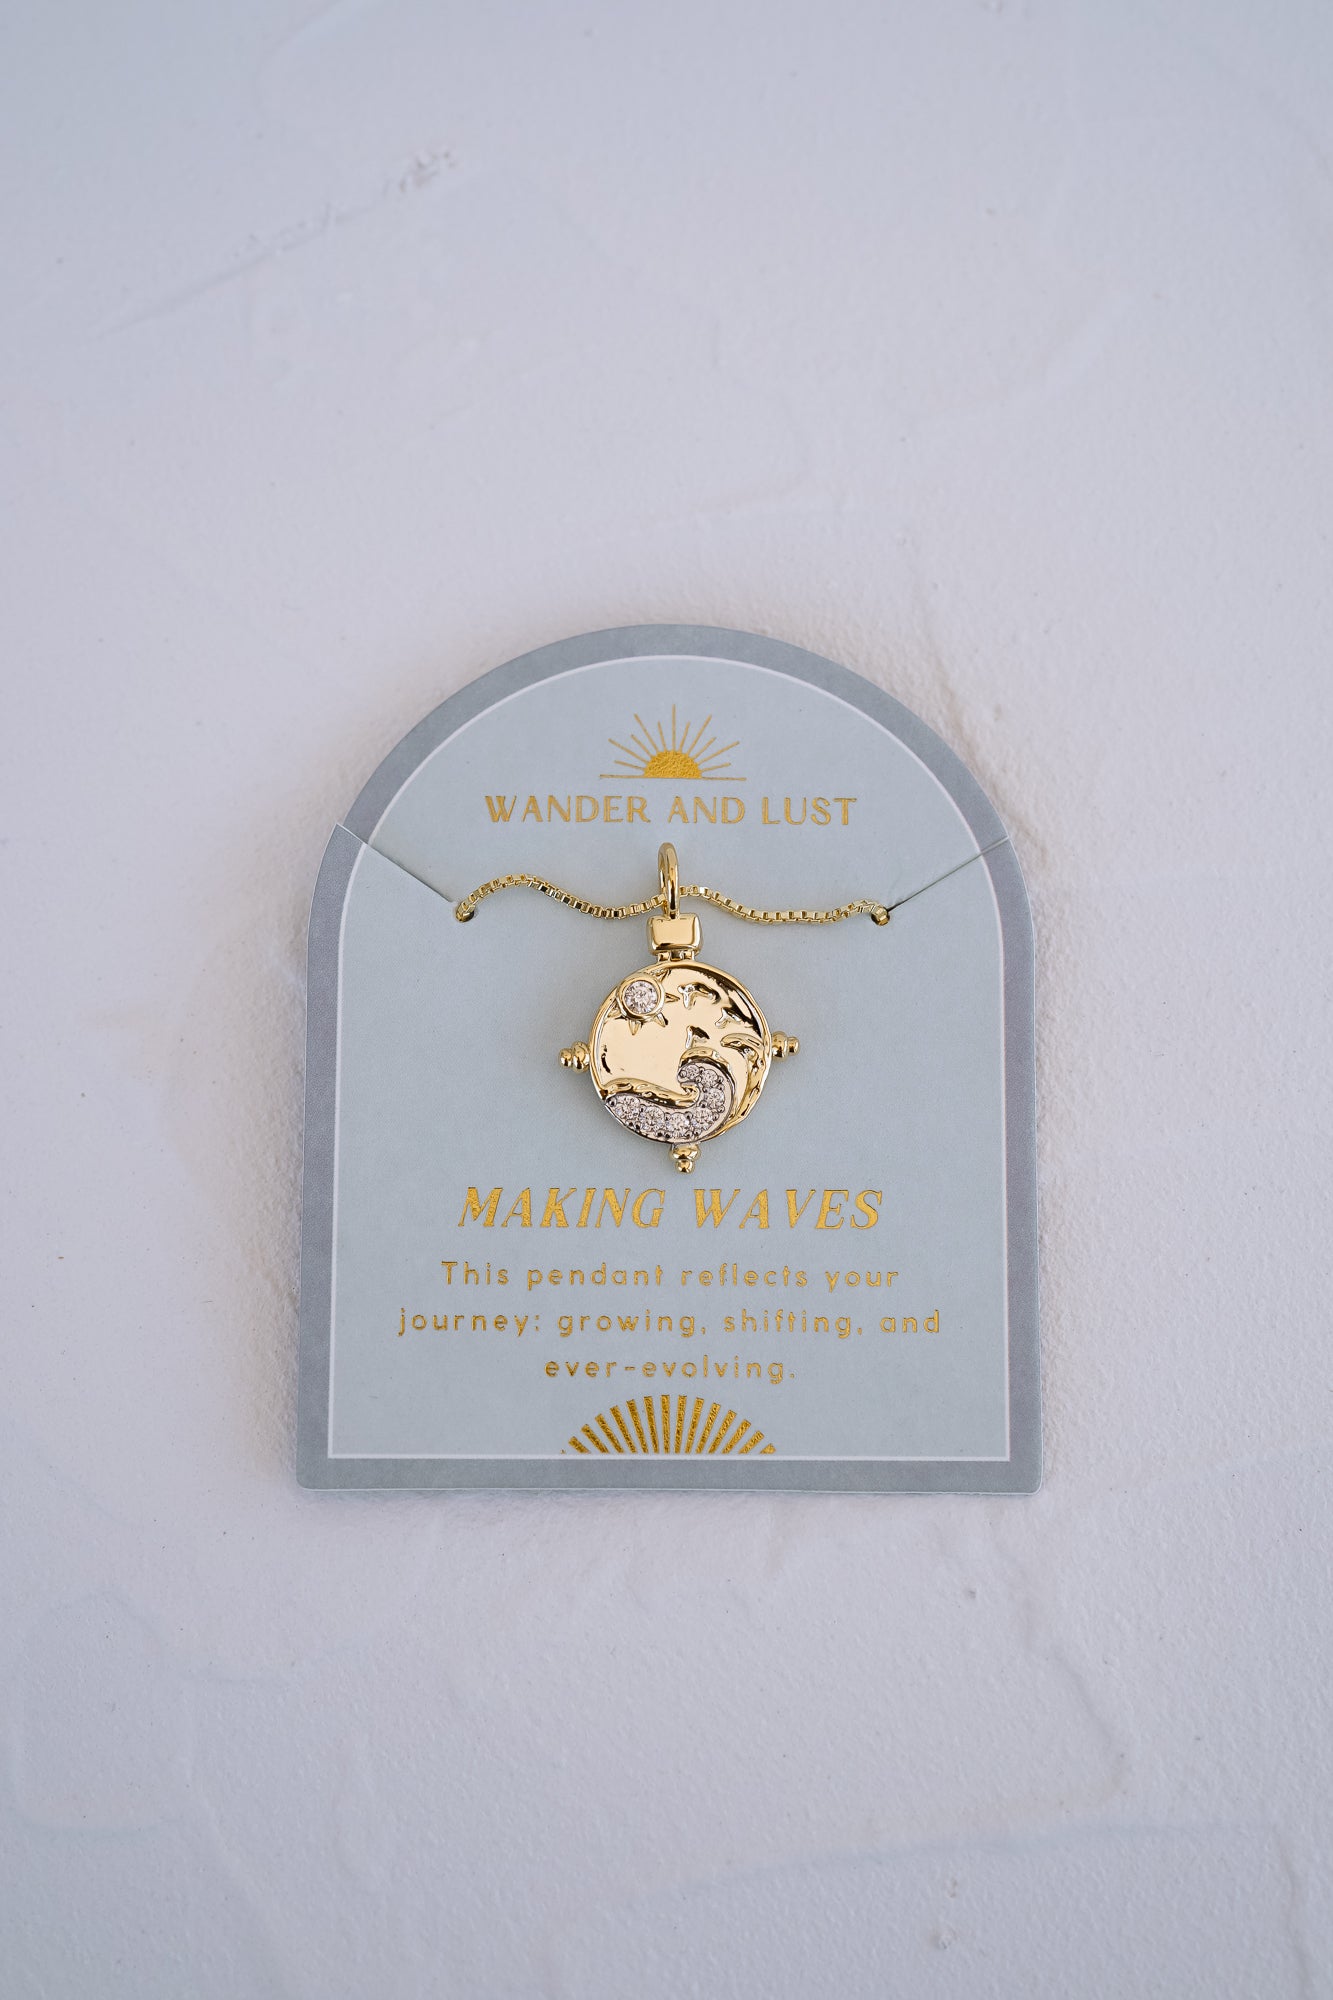 WANDER AND LUST
MAKING WAVES
This pendant reflects your
journey: growing, shifting, and
ever-evolving.